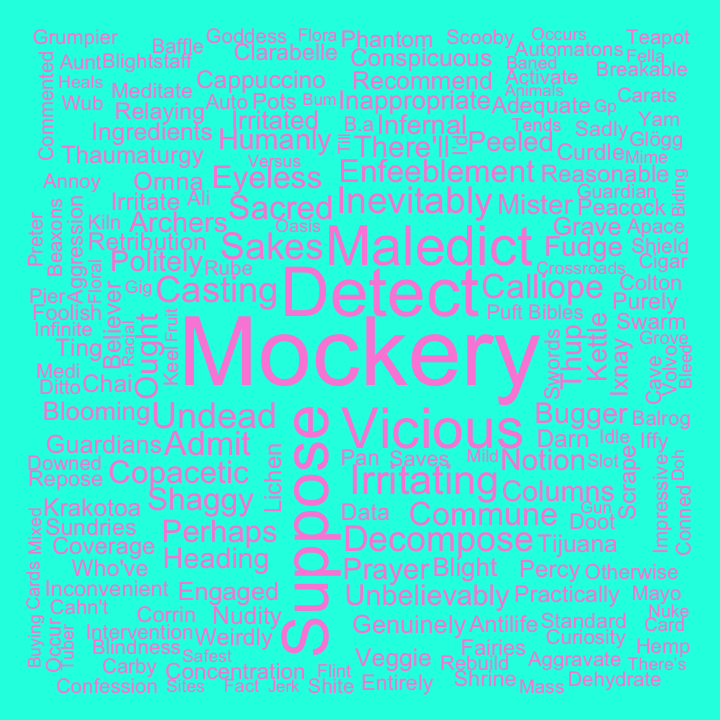 Grumpier
Goddess
Flora
Phantom
Scooby
Occurs
Teapot
Baffle
Clarabelle
Conspicuous
Automatons
Fella
Aunt
Blightstaff
Baned
Breakable
Commented
Heals
Meditate
Cappuccino
Recommend
Activate
Animals
Wub
Relaying
Auto
Pots
Bum
Inappropriate
Adequate
Gp
Carats
Ingredients
Irritated
B.a
Infernal
Tends
Sadly
Yam
Humanly
Till
There'll
I'd
Peeled
Curdle
Glögg
Thaumaturgy
Versus
Enfeeblement
Reasonable
Mime
Annoy
Ornna
Eyeless
Guardian
Biding
Irritate
Ali
Sacred
Inevitably
Mister
Peacock
Preter
Beaxons
Aggression
Kiln
Archers
Oasis
Grave
Apace
Retribution
Sakes
Maledict
Fudge
Shield
Politely
Rube
Crossroads
Cigar
Pier
Floral
Gig
Casting
Detect
Calliope
Colton
Purely
Foolish
Believer
Ought
Keel
Fruit
Puft
Bibles
Swarm
Infinite
Racial
Mockery
Swords
Thup
Kettle
Ixnay
Grove
Ting
Cave
Volvo
Bleed
Medi
Ditto
Chai
Blooming
Undead
Suppose
Vicious
Bugger
Balrog
Guardians
Admit
Darn
Idle
Iffy
Downed
Copacetic
Lichen
Pan
Saves
Mild
Notion
Slot
Scrape
Impressive
Doh
Conned
Repose
Irritating
Columns
Krakotoa
Shaggy
Data
Commune
Gun
Doot
Sundries
Perhaps
Decompose
Tijuana
Buying
Cards
Mixed
Coverage
Heading
Who've
Prayer
Blight
Percy
Otherwise
Inconvenient
Engaged
Unbelievably
Practically
Mayo
Cahn't
Corrin
Nudity
Genuinely
Antilife
Standard
Nuke
Card
Occur
Tuber
Intervention
Weirdly
Curiosity
Hemp
Blindness
Safest
Veggie
Fairies
Carby
Concentration
Flint
Rebuild
Aggravate
There's
Confession
Sites
Fact
Jerk
Shite
Entirely
Shrine
Mass
Dehydrate